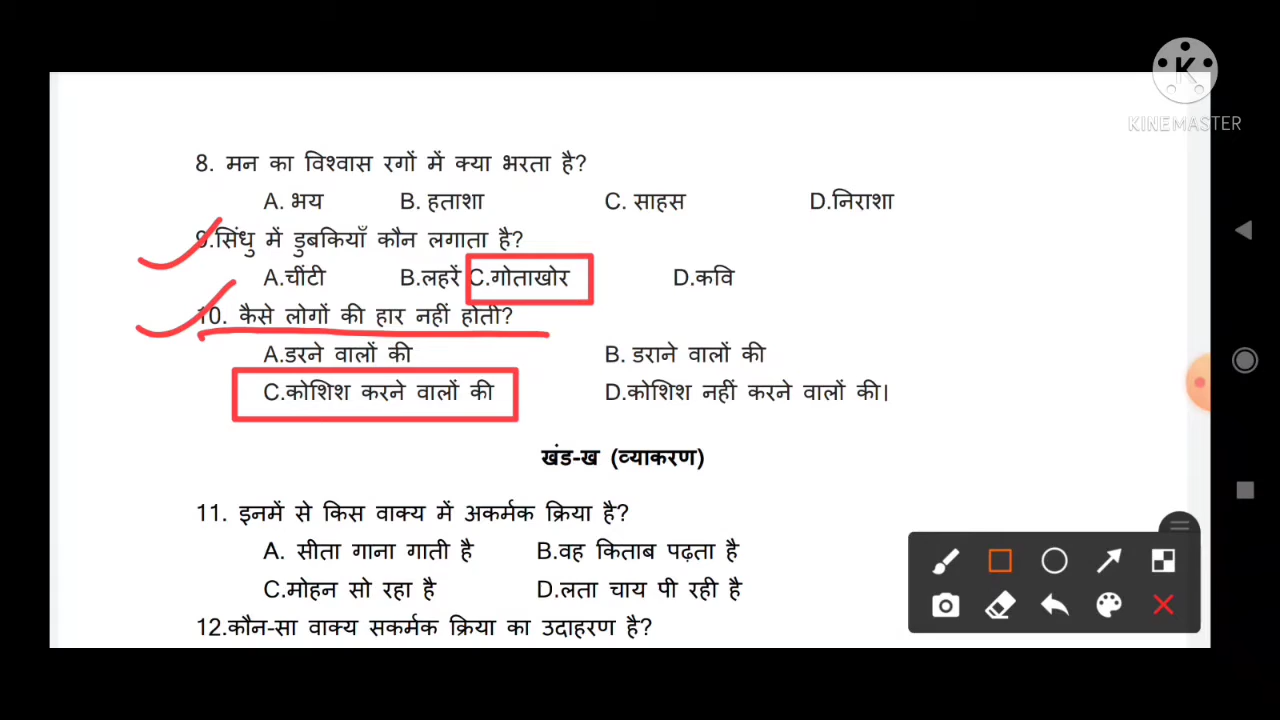 K
KINEMASTER
8. मन का विश्वास रगों में क्या भरता है?
A. भय B. हताशा C. साहस D.निराशा
9.सिंधु में डुबकियाँ कौन लगाता है?
A.चींटी B.लहरें C.गोताखोर D.कवि
10. कैसे लोगों की हार नहीं होती?
A.डरने वालों की B. डराने वालों की
C.कोशिश करने वालों की D.कोशिश नहीं करने वालों की।
खंड-ख (व्याकरण)
11. इनमें से किस वाक्य में अकर्मक क्रिया है?
A. सीता गाना गाती है B.वह किताब पढ़ता है
C.मोहन सो रहा है D.लता चाय पी रही है
12.कौन-सा वाक्य सकर्मक क्रिया का उदाहरण है?